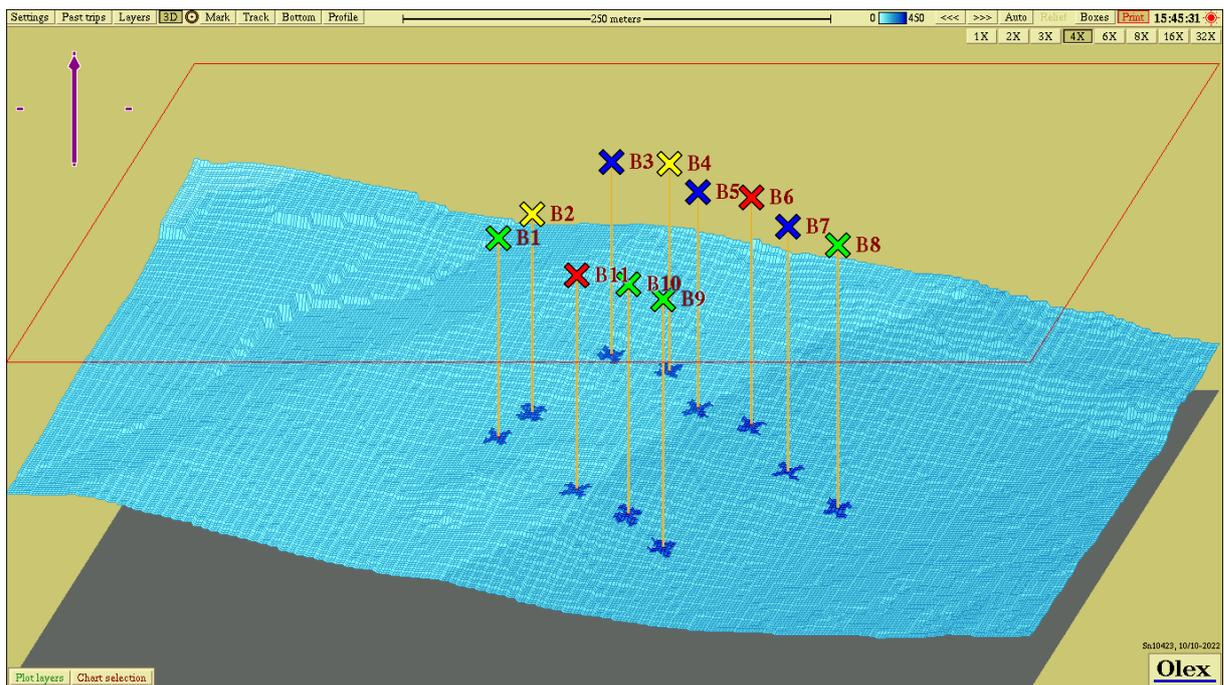 Settings Past trips Layers 3D Mark Track Bottom Profile 250 meters 0 450 <<< >>> Auto Relief Boxes Print 15:45:31
1X 2X 3X 4X 6X 8X 16X 32X
B3 B4
B5 B6
B2 B7
B1 B8
B11 B10
B9
Sn10423, 10/10-2022
Olex
Plot layers Chart selection